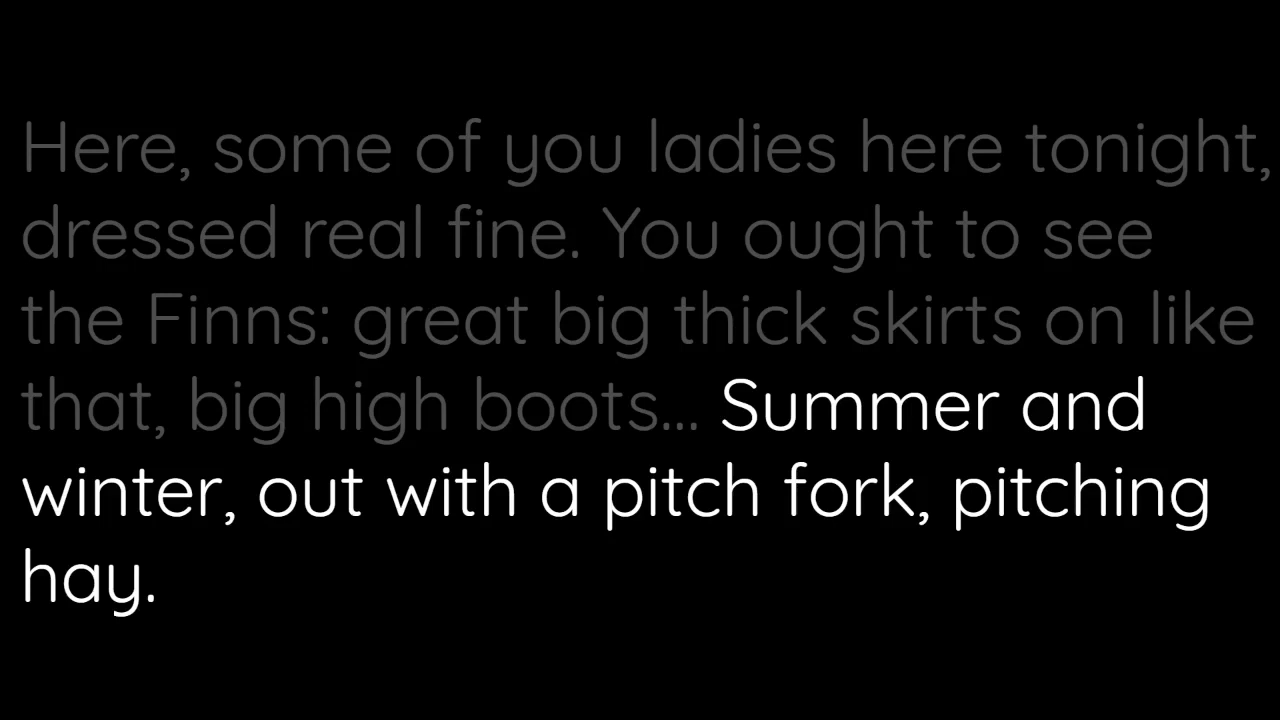 Here, some of you ladies here tonight,
dressed real fine. You ought to see
the Finns: great big thick skirts on like
that, big high boots... Summer and
winter, out with a pitch fork, pitching
hay.